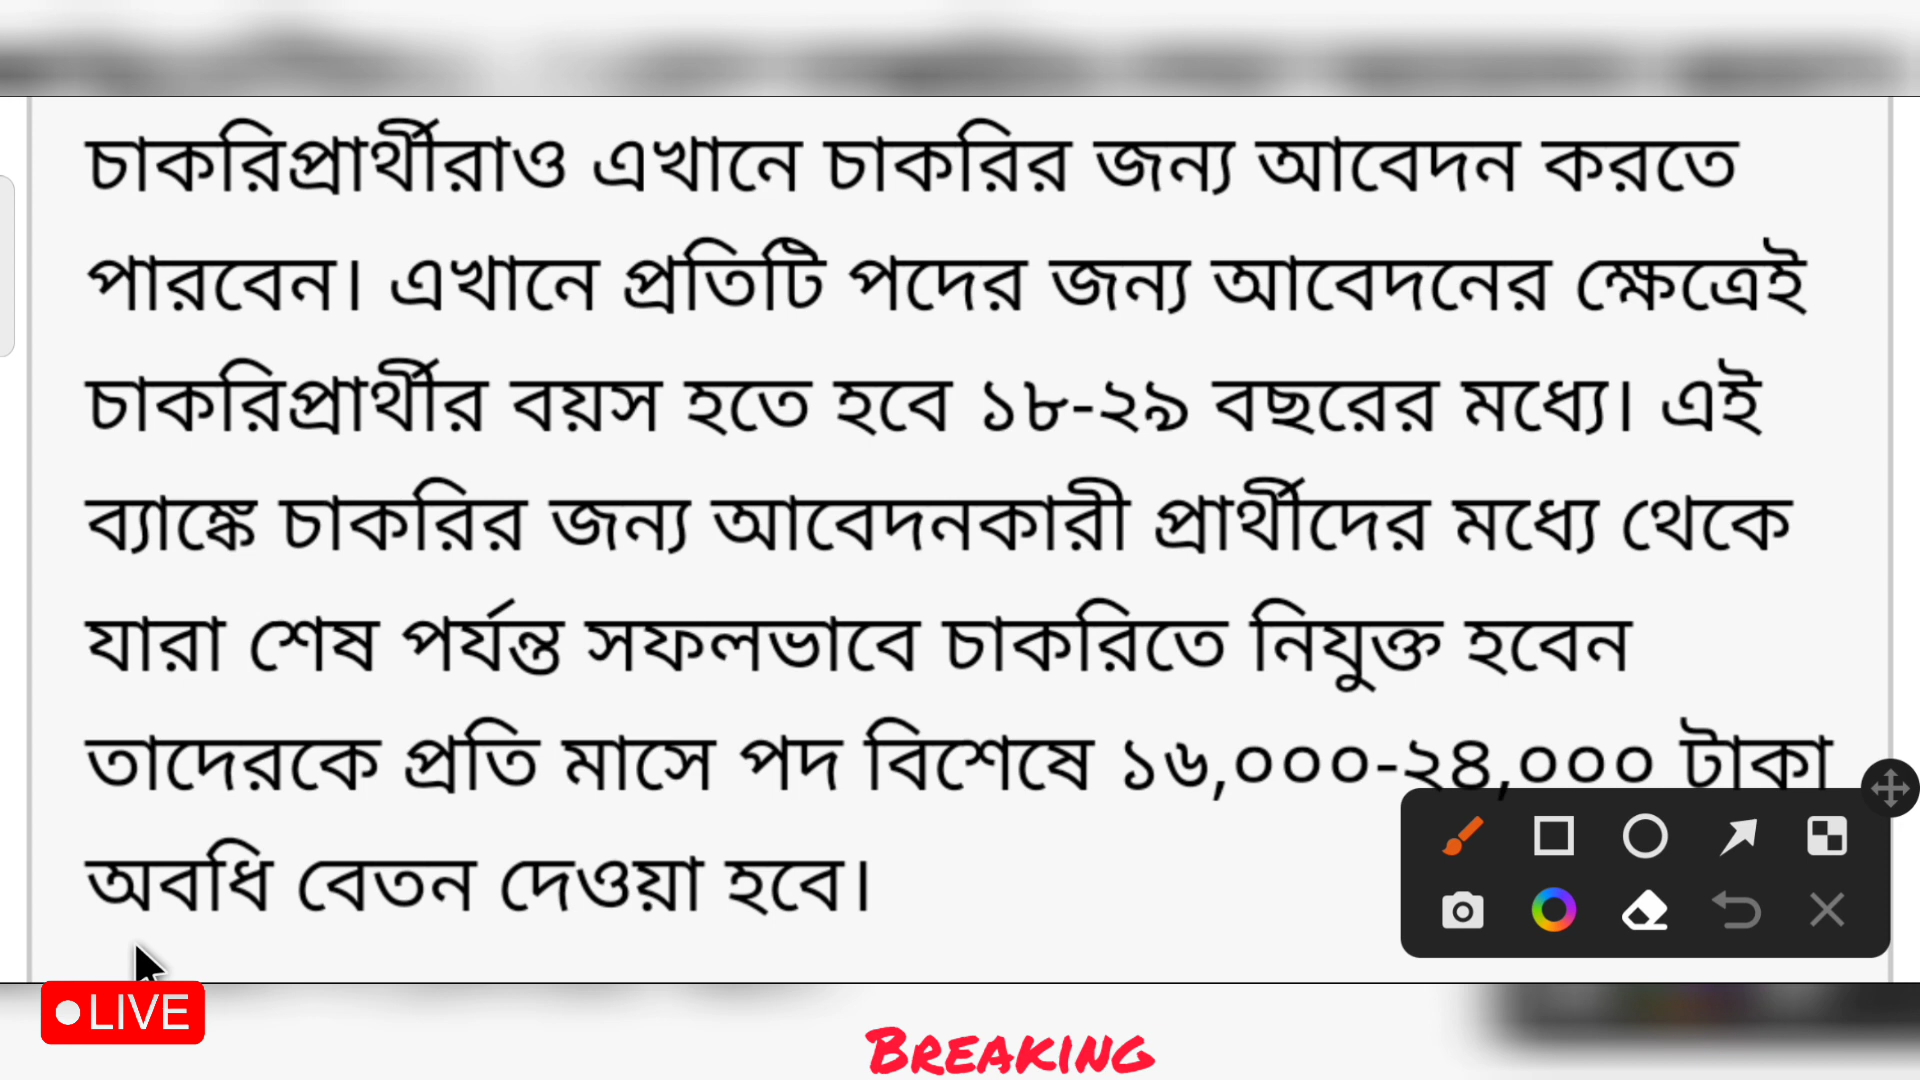 চাকরিপ্রার্থীরাও এখানে চাকরির জন্য আবেদন করতে
পারবেন। এখানে প্রতিটি পদের জন্য আবেদনের ক্ষেত্রেই
চাকরিপ্রার্থীর বয়স হতে হবে ১৮-২৯ বছরের মধ্যে। এই
ব্যাঙ্কে চাকরির জন্য আবেদনকারী প্রার্থীদের মধ্যে থেকে
যারা শেষ পর্যন্ত সফলভাবে চাকরিতে নিযুক্ত হবেন
তাদেরকে প্রতি মাসে পদ বিশেষে ১৬,০০০-২৪,০০০ টাকা
অবধি বেতন দেওয়া হবে।
LIVE
BREAKING